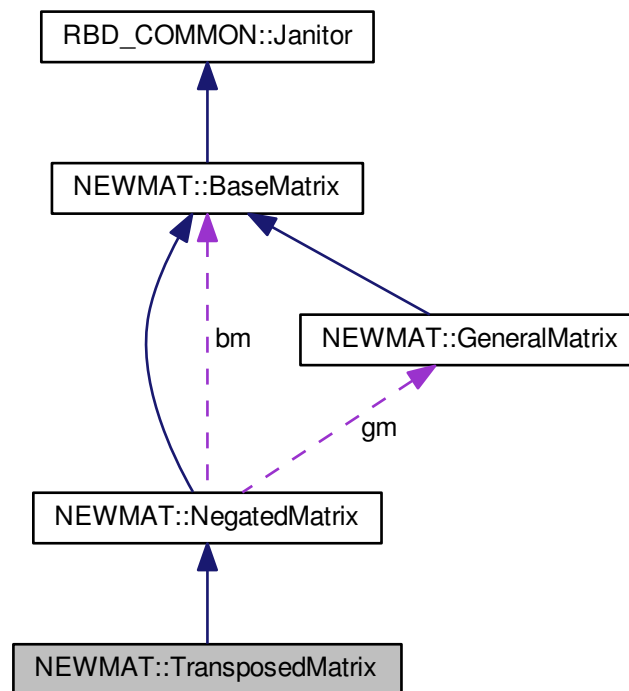 RBD_COMMON::Janitor
NEWMAT::BaseMatrix
bm
NEWMAT::GeneralMatrix
gm
NEWMAT::NegatedMatrix
NEWMAT::TransposedMatrix